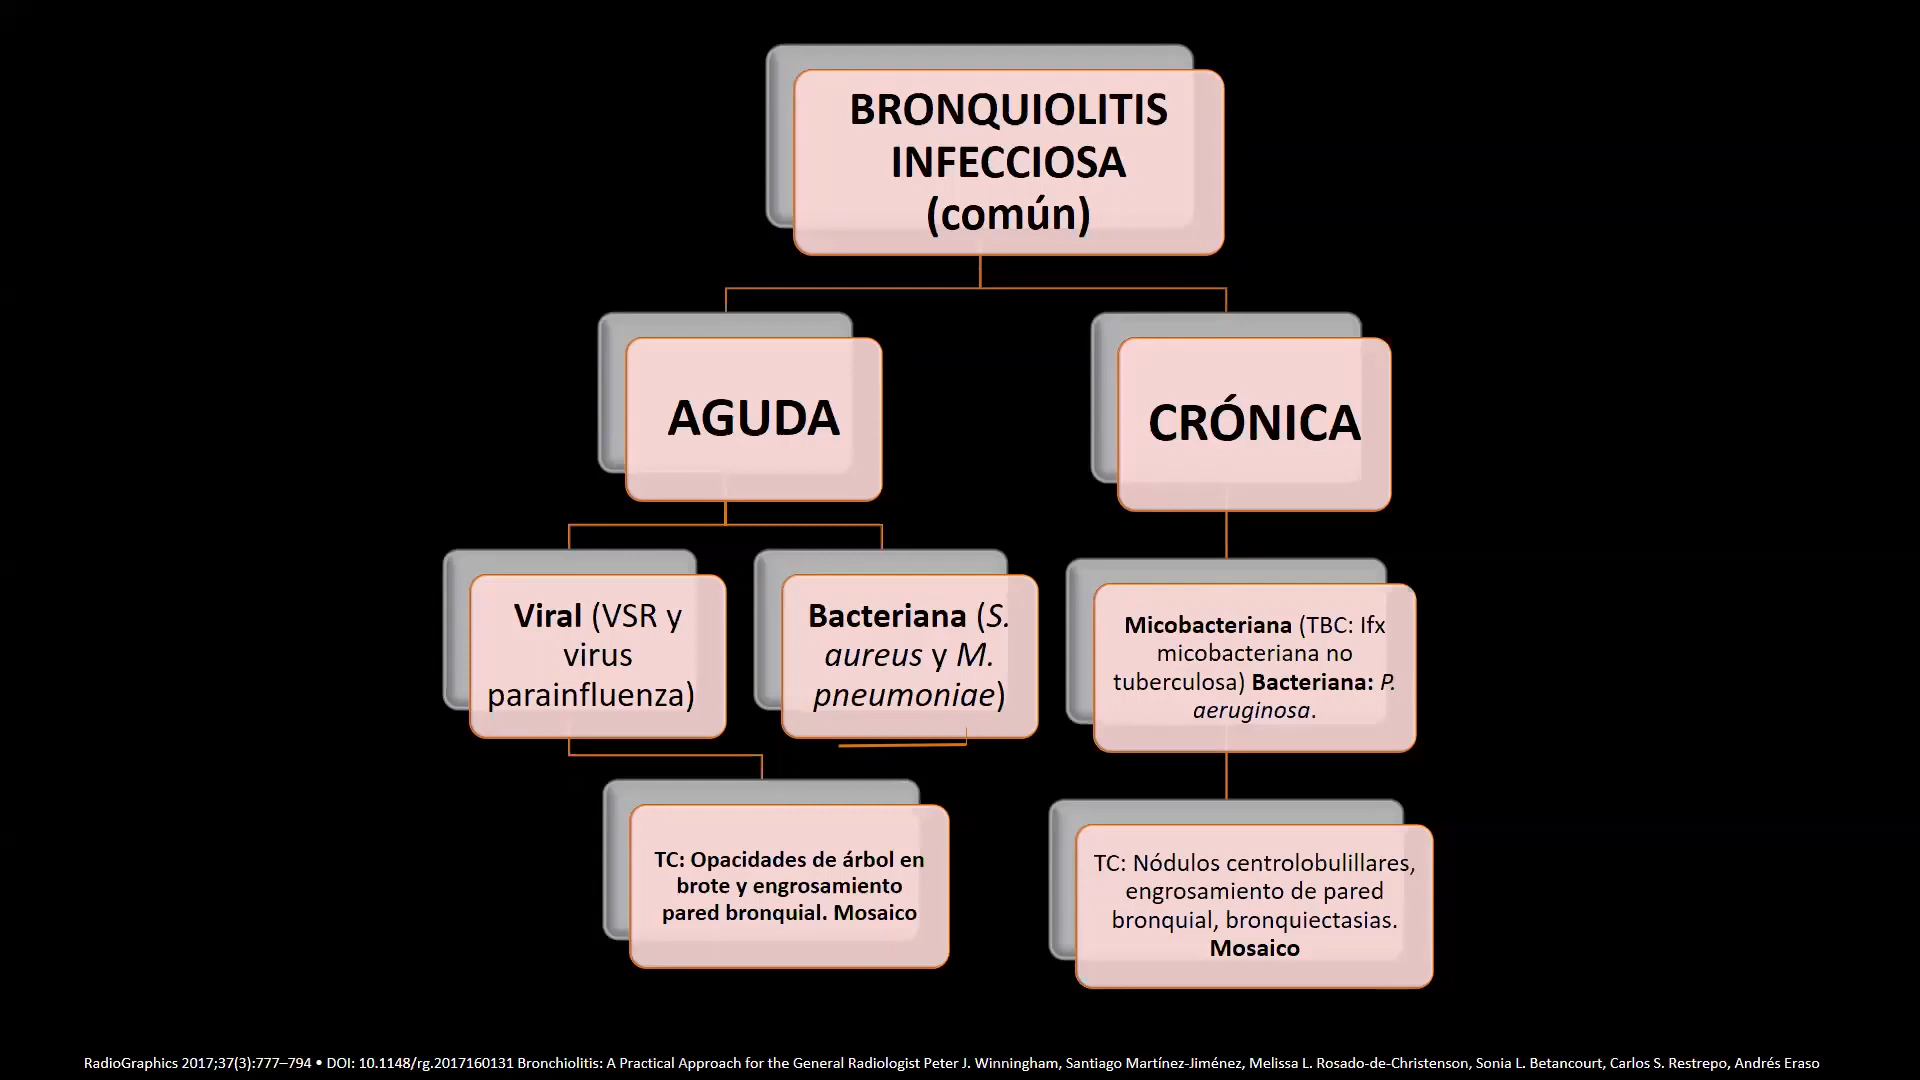 BRONQUIOLITIS
INFECCIOSA
(común)
AGUDA
CRÓNICA
Viral (VSR y
virus
parainfluenza)
Bacteriana (S.
aureus y M.
pneumoniae)
Micobacteriana (TBC: Ifx
micobacteriana no
tuberculosa) Bacteriana: P.
aeruginosa.
TC: Opacidades de árbol en
brote y engrosamiento
pared bronquial. Mosaico
TC: Nódulos centrolobulillares,
engrosamiento de pared
bronquial, bronquiectasias.
Mosaico
RadioGraphics 2017;37(3):777–794 • DOI: 10.1148/rg.2017160131 Bronchiolitis: A Practical Approach for the General Radiologist Peter J. Winningham, Santiago Martínez-Jiménez, Melissa L. Rosado-de-Christenson, Sonia L. Betancourt, Carlos S. Restrepo, Andrés Eraso